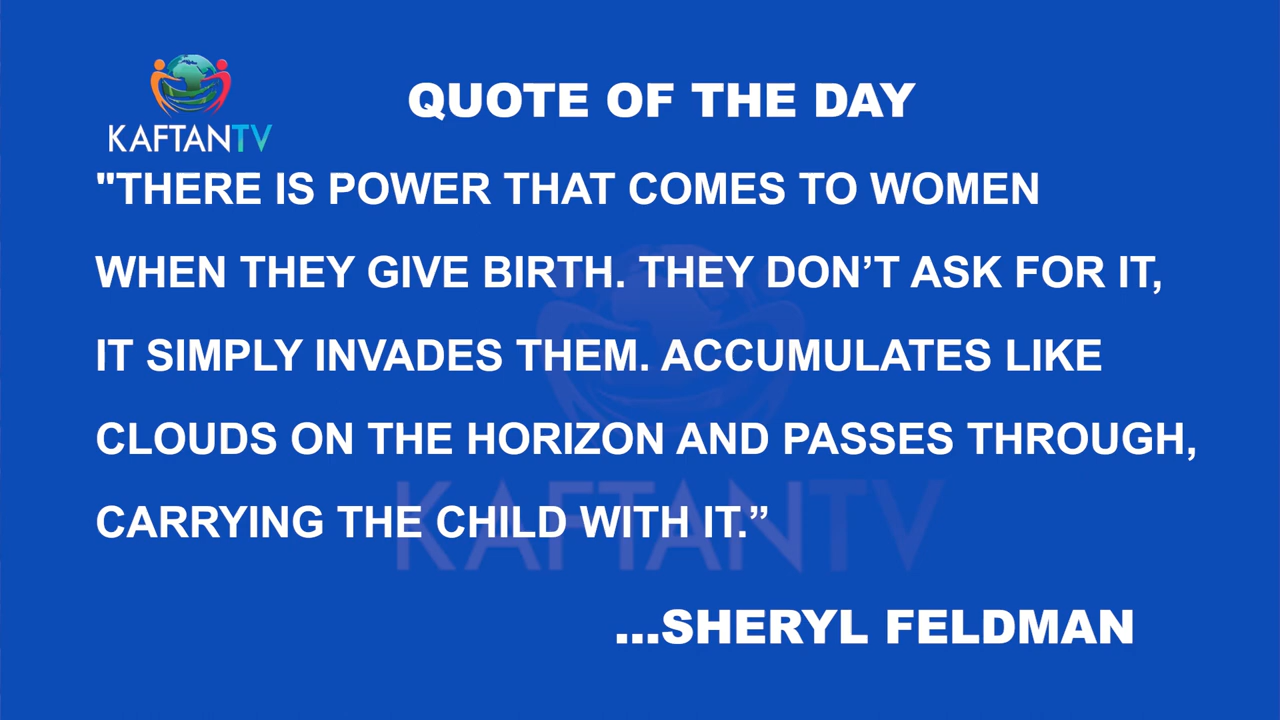 KAFTANTV
QUOTE OF THE DAY
"THERE IS POWER THAT COMES TO WOMEN
WHEN THEY GIVE BIRTH. THEY DON’T ASK FOR IT,
IT SIMPLY INVADES THEM. ACCUMULATES LIKE
CLOUDS ON THE HORIZON AND PASSES THROUGH,
CARRYING THE CHILD WITH IT.”
KAFTANTV
...SHERYL FELDMAN